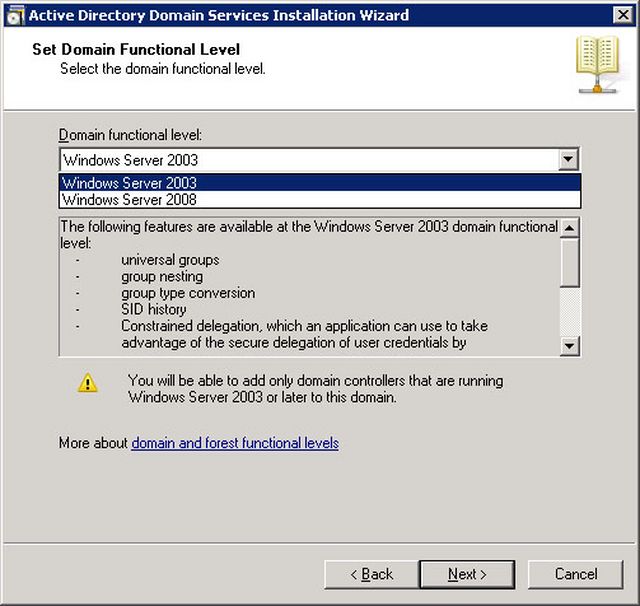 Active Directory Domain Services Installation Wizard
Set Domain Functional Level
Select the domain functional level.
Domain functional level:
Windows Server 2003
Windows Server 2003
Windows Server 2008
The following features are available at the Windows Server 2003 domain functional
level:
- universal groups
- group nesting
- group type conversion
- SID history
- Constrained delegation, which an application can use to take
advantage of the secure delegation of user credentials by
You will be able to add only domain controllers that are running
Windows Server 2003 or later to this domain.
More about domain and forest functional levels
< Back
Next >
Cancel